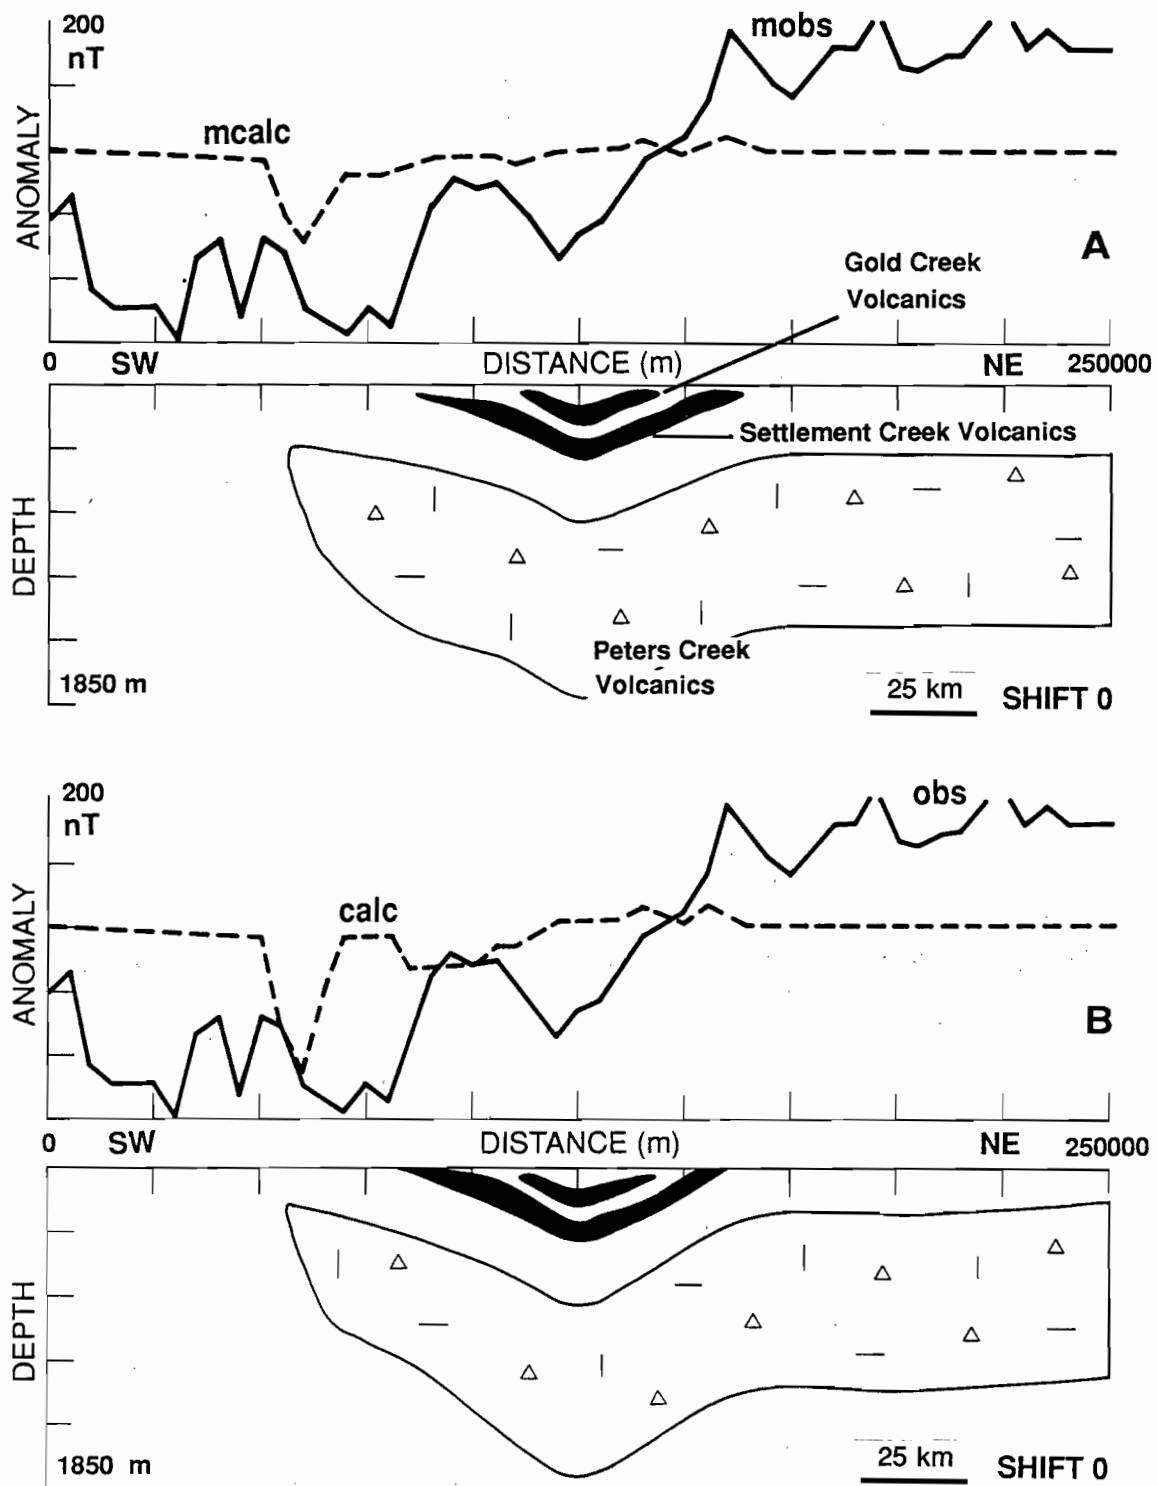 200
nT
mobs
mcalc
ANOMALY
A
Gold Creek
Volcanics
0 SW DISTANCE (m) NE 250000
Settlement Creek Volcanics
DEPTH
Peters Creek
Volcanics
1850 m
25 km SHIFT 0
200
nT
obs
calc
ANOMALY
B
0 SW DISTANCE (m) NE 250000
DEPTH
1850 m
25 km SHIFT 0